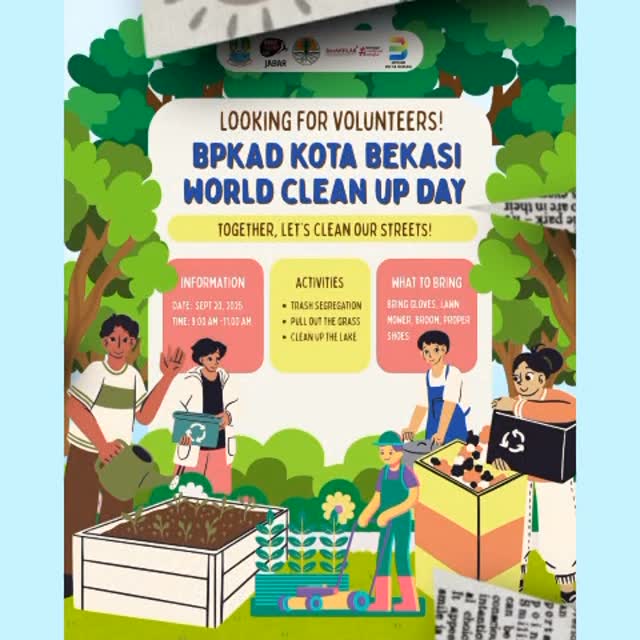 JABAR
BerAKHLAK
LOOKING FOR VOLUNTEERS!
BPKAD KOTA BEKASI
WORLD CLEAN UP DAY
TOGETHER, LET'S CLEAN OUR STREETS!
INFORMATION
DATE: SEPT 20, 2025
TIME: 8:00 AM -11:00 AM
ACTIVITIES
• TRASH SEGREGATION
• PULL OUT THE GRASS
• CLEAN UP THE LAKE
WHAT TO BRING
BRING GLOVES, LAWN
MOWER, BROOM, PROPER
SHOES